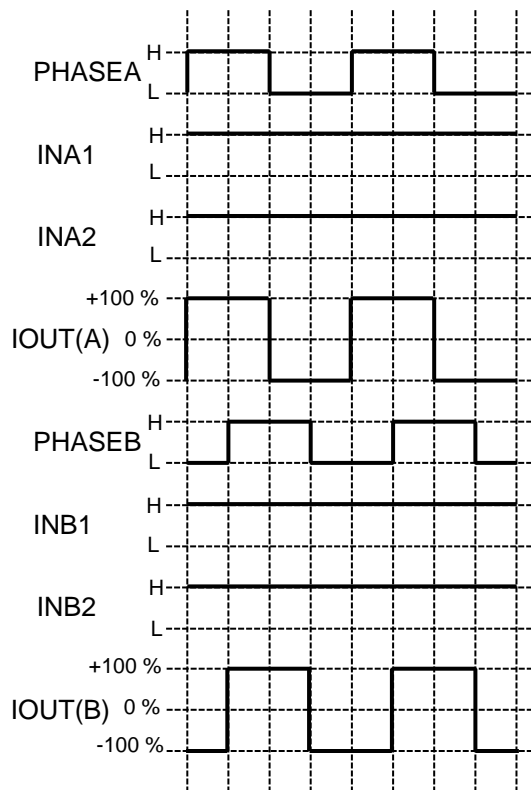 H
PHASEA
L
H
INA1
L
H
INA2
L
+100 %
IOUT(A) 0 %
-100 %
H
PHASEB
L
H
INB1
L
H
INB2
L
+100 %
IOUT(B) 0 %
-100 %